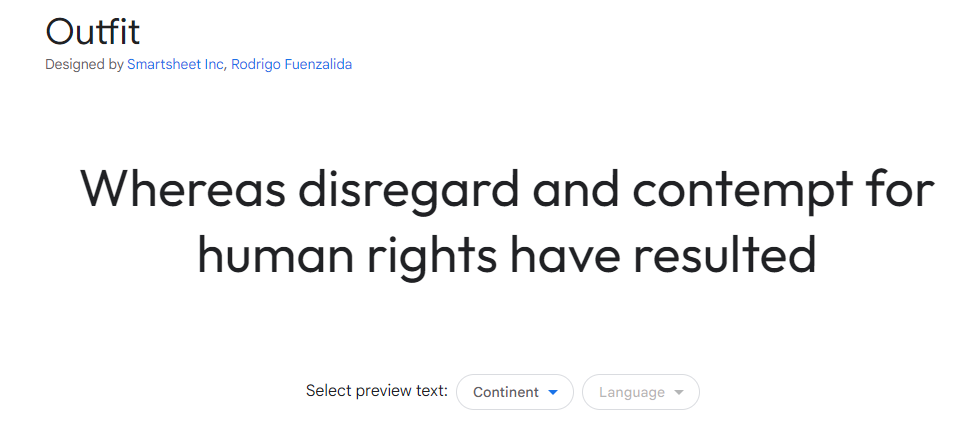 Outfit
Designed by Smartsheet Inc, Rodrigo Fuenzalida
Whereas disregard and contempt for
human rights have resulted
Select preview text: Continent Language